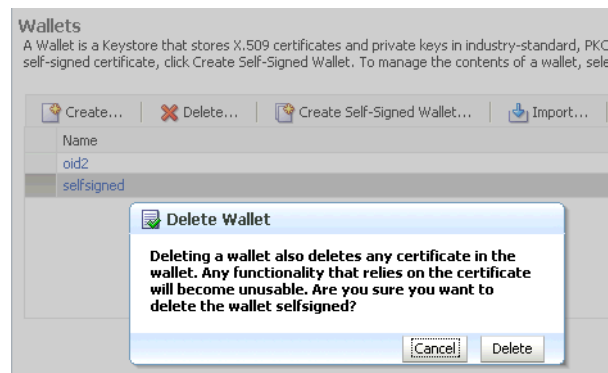 Wallets
A Wallet is a Keystore that stores X.509 certificates and private keys in industry-standard, PKC
self-signed certificate, click Create Self-Signed Wallet. To manage the contents of a wallet, sele
Create... Delete... Create Self-Signed Wallet... Import...
Name
oid2
selfsigned
Delete Wallet
Deleting a wallet also deletes any certificate in the
wallet. Any functionality that relies on the certificate
will become unusable. Are you sure you want to
delete the wallet selfsigned?
Cancel Delete